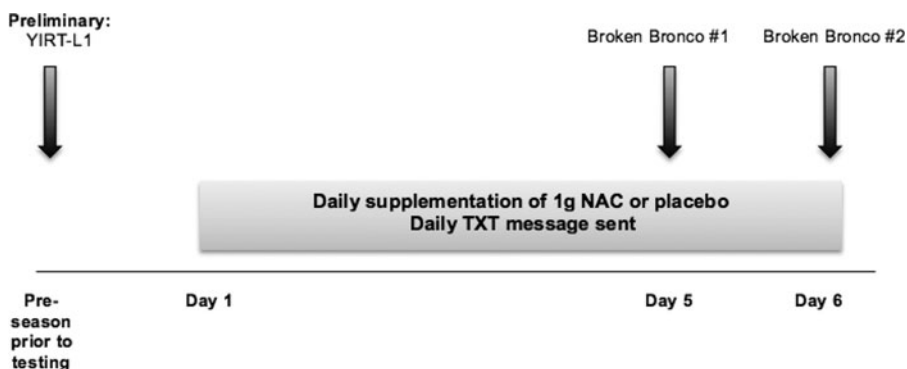 Preliminary:
YIRT-L1
Broken Bronco #1
Broken Bronco #2
Daily supplementation of 1g NAC or placebo
Daily TXT message sent
Pre-
season
prior to
testing
Day 1
Day 5
Day 6